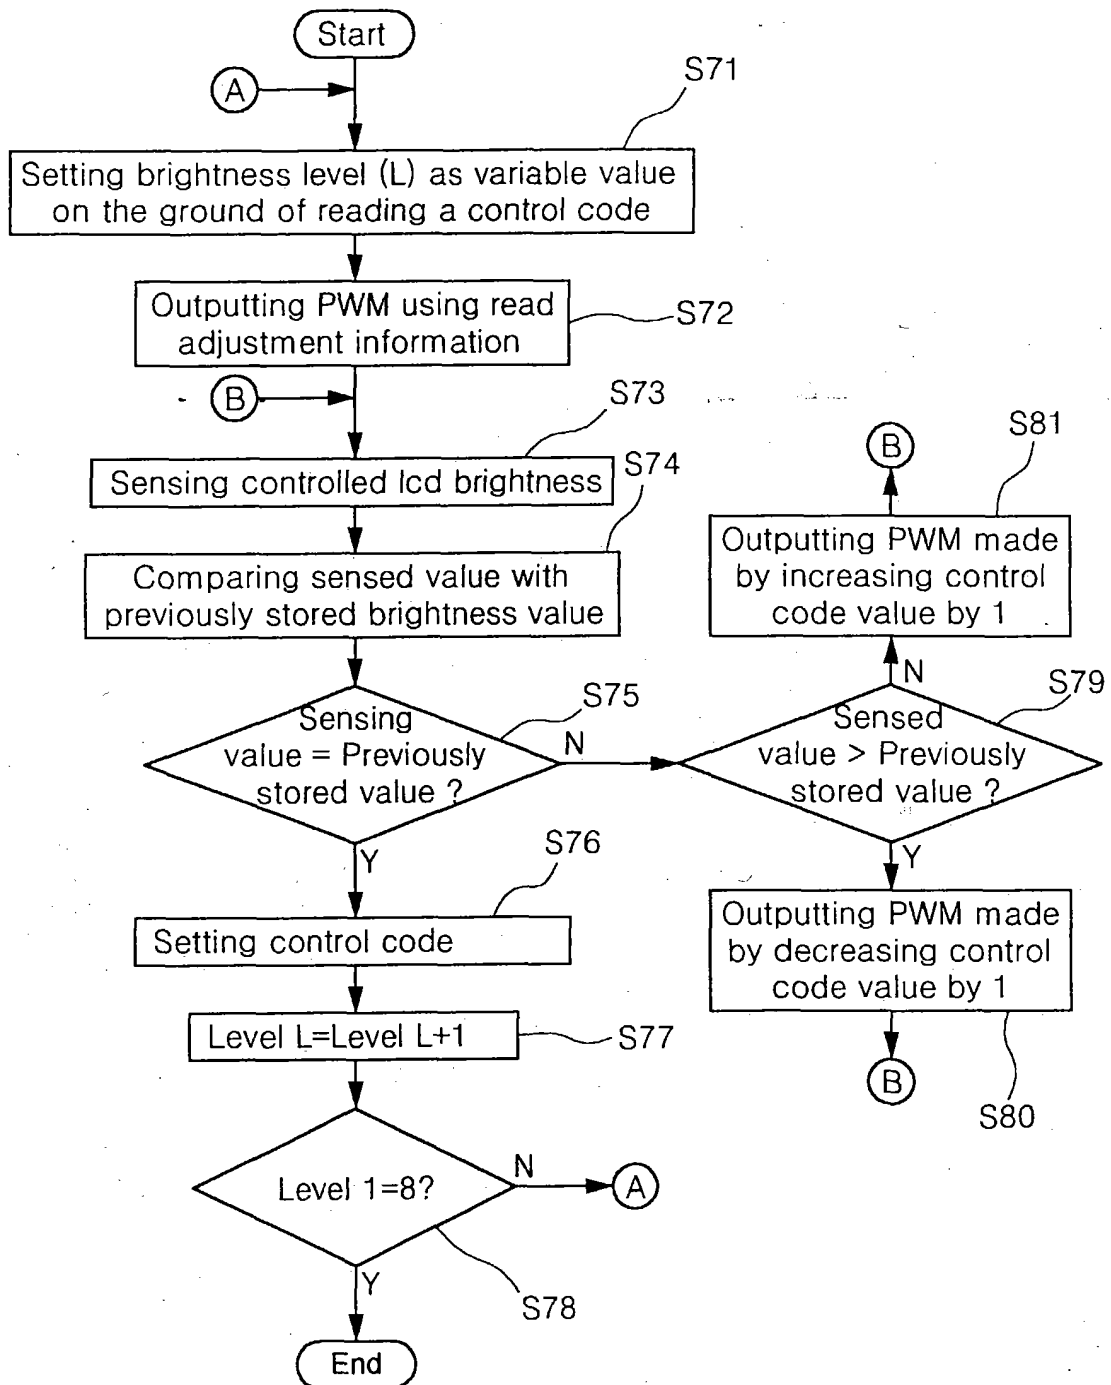 Start
A
S71
Setting brightness level (L) as variable value
on the ground of reading a control code
Outputting PWM using read
adjustment information
S72
B
S73
Sensing controlled lcd brightness
S74
Comparing sensed value with
previously stored brightness value
Sensing
value = Previously
stored value ?
S75
N
Y
S76
Setting control code
Level L=Level L+1
S77
Level 1=8?
N
A
Y
S78
End
B
S81
Outputting PWM made
by increasing control
code value by 1
N
S79
Sensed
value > Previously
stored value ?
Y
Outputting PWM made
by decreasing control
code value by 1
B
S80